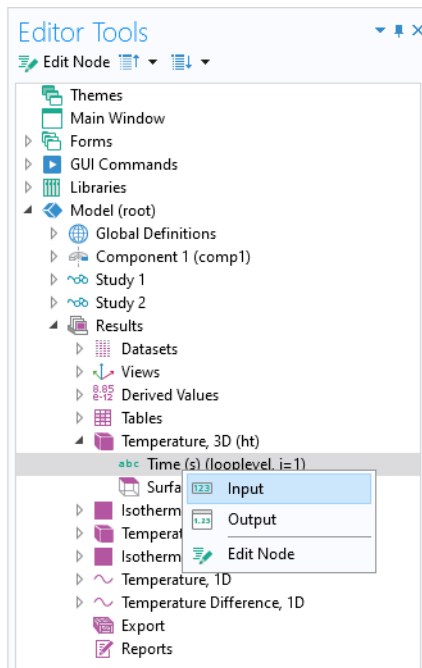 Editor Tools
Edit Node
Themes
Main Window
Forms
GUI Commands
Libraries
Model (root)
Global Definitions
Component 1 (comp1)
Study 1
Study 2
Results
Datasets
Views
8.85
e-12 Derived Values
Tables
Temperature, 3D (ht)
abc Time (s) (looplevel, i=1)
Surfa
123 Input
Isotherm
1.23 Output
Temperat
Isotherm
Edit Node
Temperature, 1D
Temperature Difference, 1D
Export
Reports